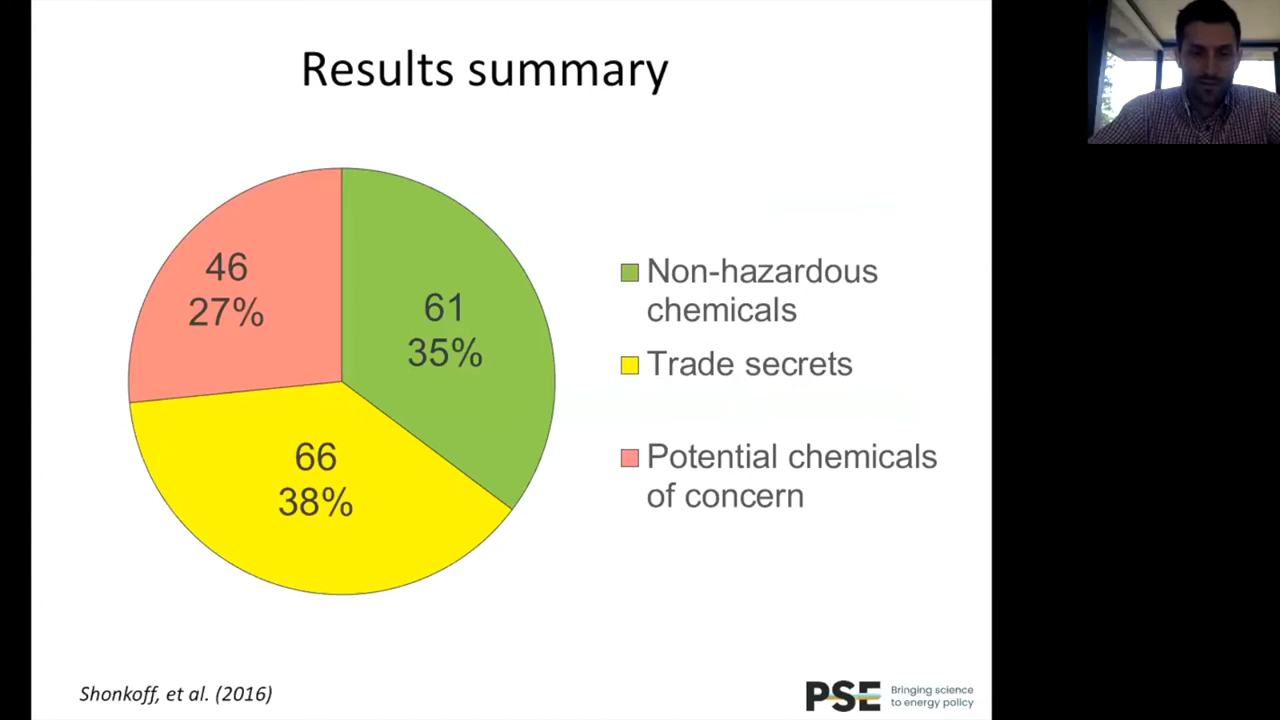 Results summary
46
27%
61
35%
66
38%
Non-hazardous
chemicals
Trade secrets
Potential chemicals
of concern
Shonkoff, et al. (2016)
PSE
Bringing science
to energy policy